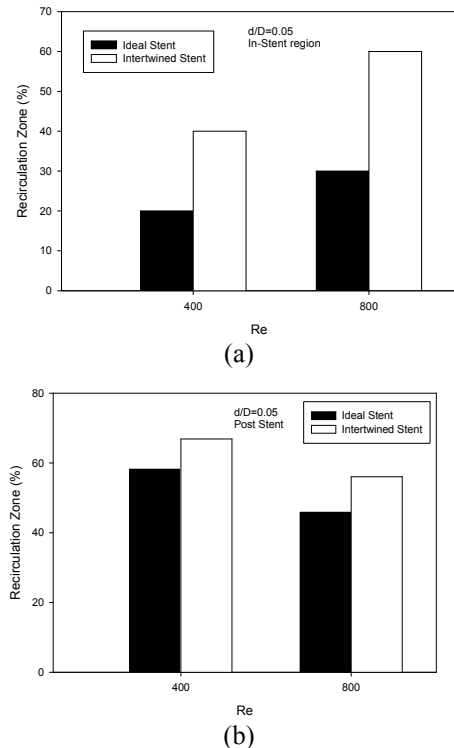 70
60
50
40
30
20
10
0
Recirculation Zone (%)
Ideal Stent
Intertwined Stent
d/D=0.05
In-Stent region
400
800
Re
(a)
80
60
40
20
0
Recirculation Zone (%)
d/D=0.05
Post Stent
Ideal Stent
Intertwined Stent
400
800
Re
(b)